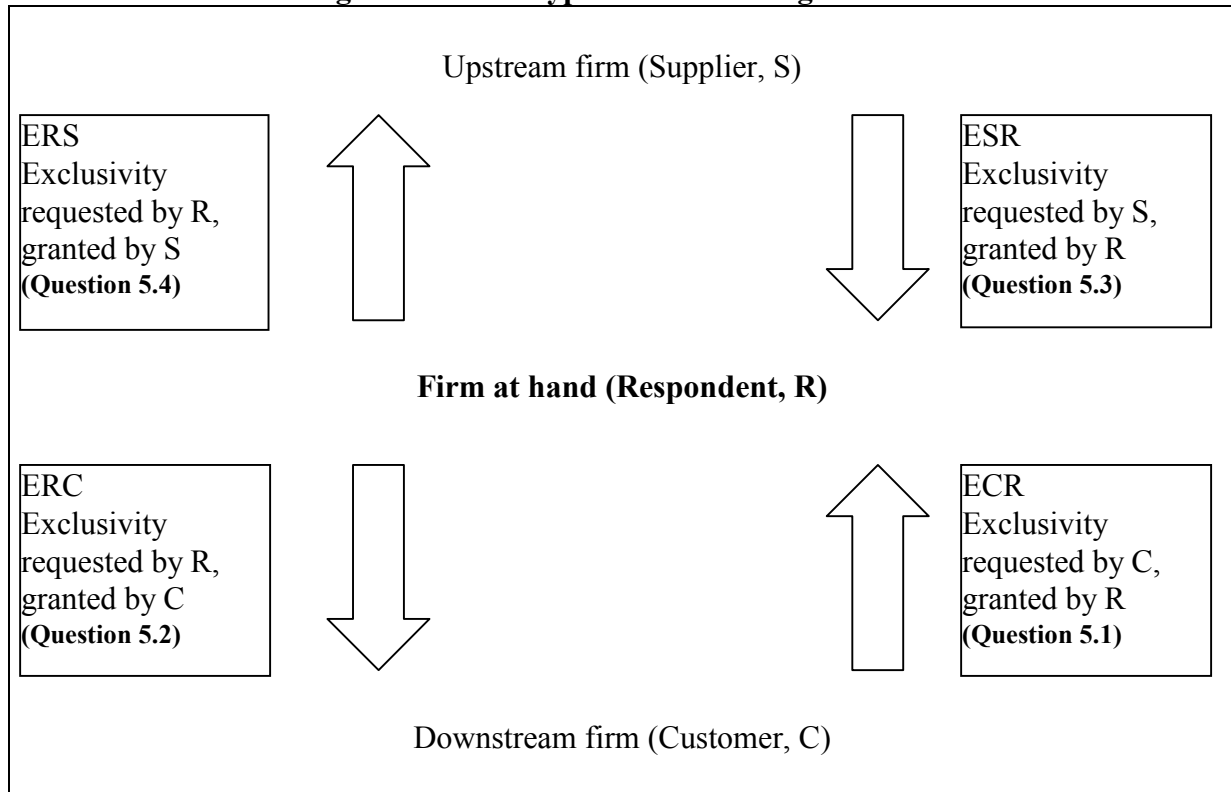 Upstream firm (Supplier, S)
ERS
Exclusivity
requested by R,
granted by S
(Question 5.4)
ESR
Exclusivity
requested by S,
granted by R
(Question 5.3)
Firm at hand (Respondent, R)
ERC
Exclusivity
requested by R,
granted by C
(Question 5.2)
ECR
Exclusivity
requested by C,
granted by R
(Question 5.1)
Downstream firm (Customer, C)